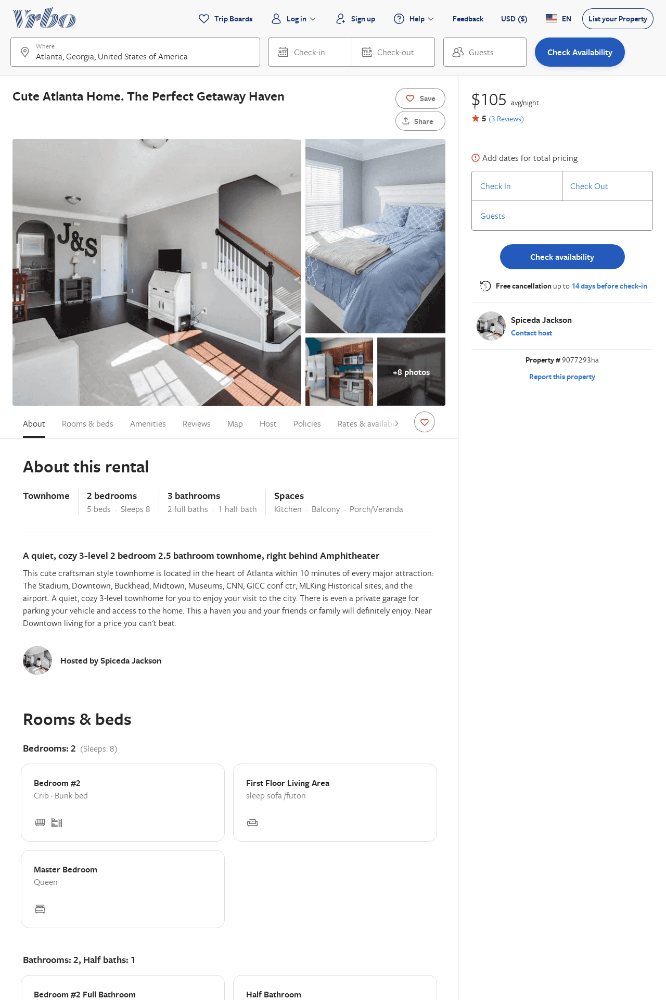 Vrbo
Trip Boards
Log in
Sign up
Help
Feedback
USD ($)
EN
List your Property
Where
Atlanta, Georgia, United States of America
Check-in
Check-out
Guests
Check Availability
Cute Atlanta Home. The Perfect Getaway Haven
Save
Share
J&S
+8 photos
$105 avg/night
5 (3 Reviews)
Add dates for total pricing
Check In
Check Out
Guests
Check availability
Free cancellation up to 14 days before check-in
Spiceda Jackson
Contact host
Property # 9077293ha
Report this property
About
Rooms & beds
Amenities
Reviews
Map
Host
Policies
Rates &
About this rental
Townhome
2 bedrooms
5 beds · Sleeps 8
3 bathrooms
2 full baths · 1 half bath
Spaces
Kitchen · Balcony · Porch/Veranda
A quiet, cozy 3-level 2 bedroom 2.5 bathroom townhome, right behind Amphitheater
This cute craftsman style townhome is located in the heart of Atlanta within 10 minutes of every major attraction:
The Stadium, Downtown, Buckhead, Midtown, Museums, CNN, GICC conf ctr, MLKing Historical sites, and the
airport. A quiet, cozy 3-level townhome for you to enjoy your visit to the city. There is even a private garage for
parking your vehicle and access to the home. This a haven you and your friends or family will definitely enjoy. Near
Downtown living for a price you can't beat.
Hosted by Spiceda Jackson
Rooms & beds
Bedrooms: 2 (Sleeps: 8)
Bedroom #2
Crib · Bunk bed
First Floor Living Area
sleep sofa /futon
Master Bedroom
Queen
Bathrooms: 2, Half baths: 1
Bedroom #2 Full Bathroom
Half Bathroom